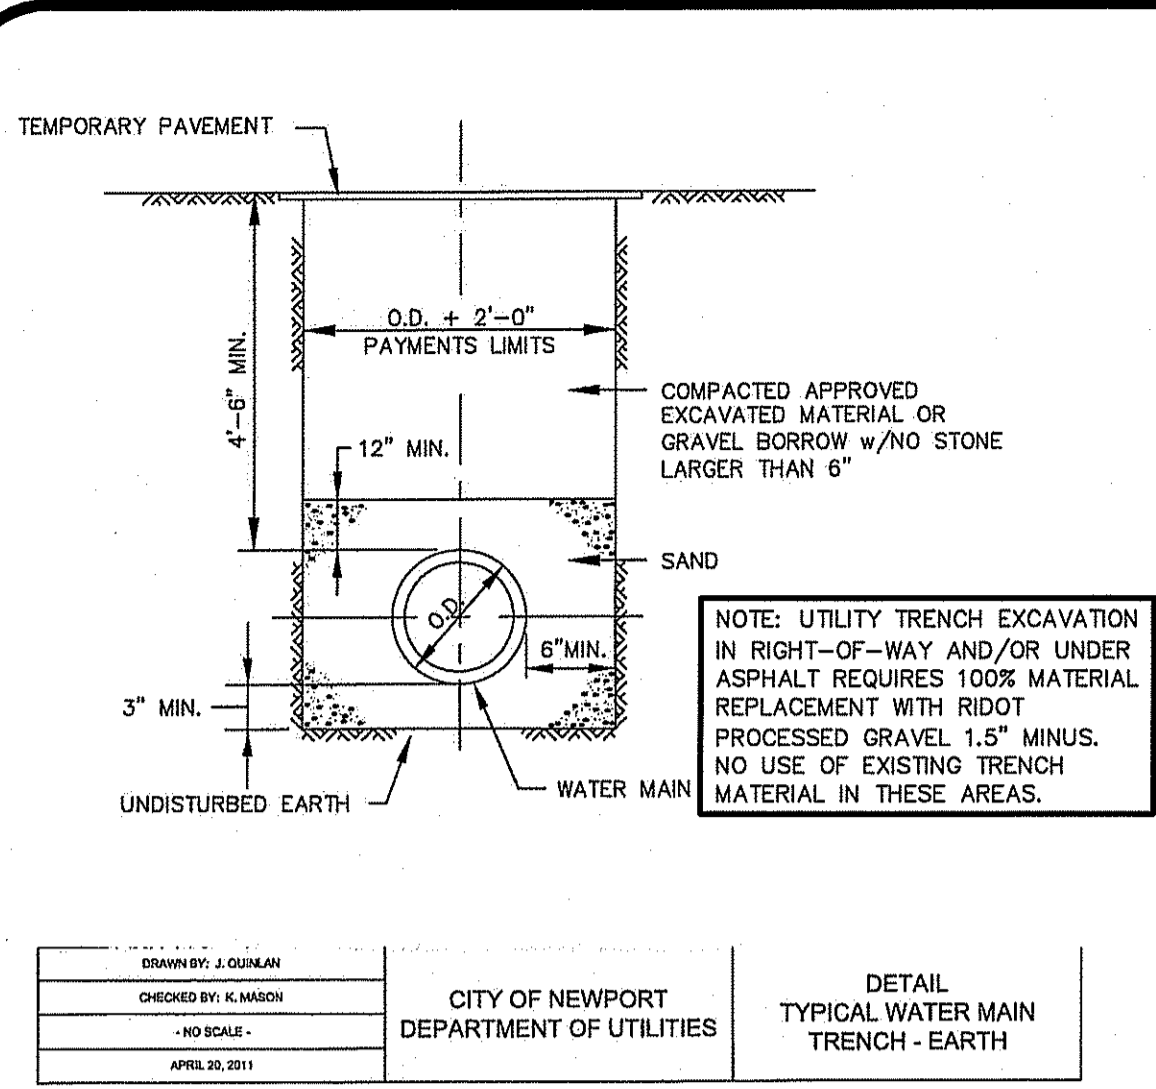 TEMPORARY PAVEMENT
O.D. + 2'-0"
PAYMENTS LIMITS
4'-6" MIN.
12" MIN.
COMPACTED APPROVED
EXCAVATED MATERIAL OR
GRAVEL BORROW w/NO STONE
LARGER THAN 6"
SAND
O.D.
6"MIN.
3" MIN.
NOTE: UTILITY TRENCH EXCAVATION
IN RIGHT-OF-WAY AND/OR UNDER
ASPHALT REQUIRES 100% MATERIAL
REPLACEMENT WITH RIDOT
PROCESSED GRAVEL 1.5" MINUS.
NO USE OF EXISTING TRENCH
MATERIAL IN THESE AREAS.
UNDISTURBED EARTH
WATER MAIN
DRAWN BY: J. QUINLAN
CHECKED BY: K. MASON
- NO SCALE -
APRIL 20, 2011
CITY OF NEWPORT
DEPARTMENT OF UTILITIES
DETAIL
TYPICAL WATER MAIN
TRENCH - EARTH